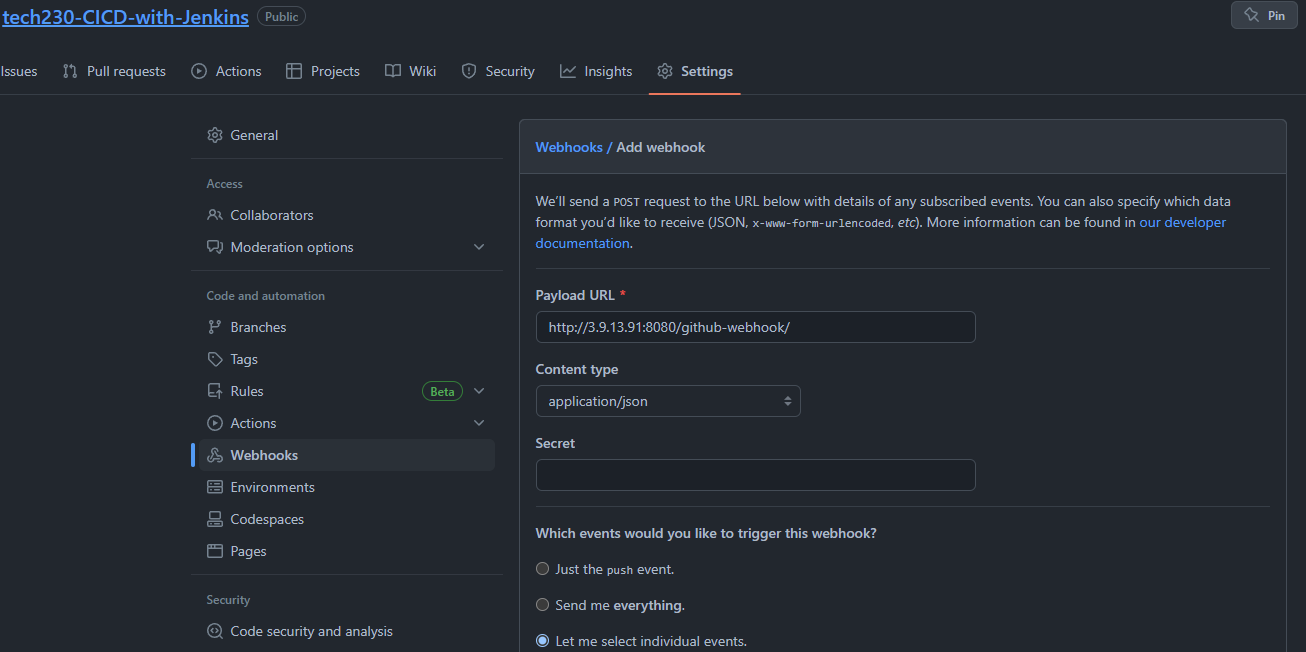 tech230-CICD-with-Jenkins Public Pin
Issues Pull requests Actions Projects Wiki Security Insights Settings
General
Access
Collaborators
Moderation options
Code and automation
Branches
Tags
Rules Beta
Actions
Webhooks
Environments
Codespaces
Pages
Security
Code security and analysis
Webhooks / Add webhook
We'll send a POST request to the URL below with details of any subscribed events. You can also specify which data
format you'd like to receive (JSON, x-www-form-urlencoded, etc). More information can be found in our developer
documentation.
Payload URL *
http://3.9.13.91:8080/github-webhook/
Content type
application/json
Secret
Which events would you like to trigger this webhook?
Just the push event.
Send me everything.
Let me select individual events.